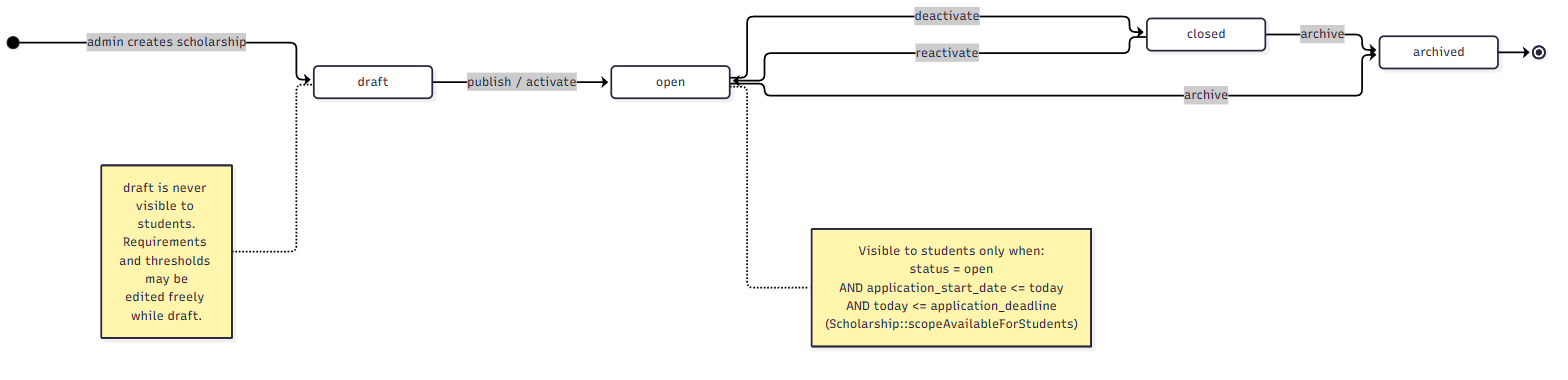 admin creates scholarship
draft
publish / activate
open
deactivate
reactivate
closed
archive
archive
archived
draft is never
visible to
students.
Requirements
and thresholds
may be
edited freely
while draft.
Visible to students only when:
status = open
AND application_start_date <= today
AND today <= application_deadline
(Scholarship::scopeAvailableForStudents)